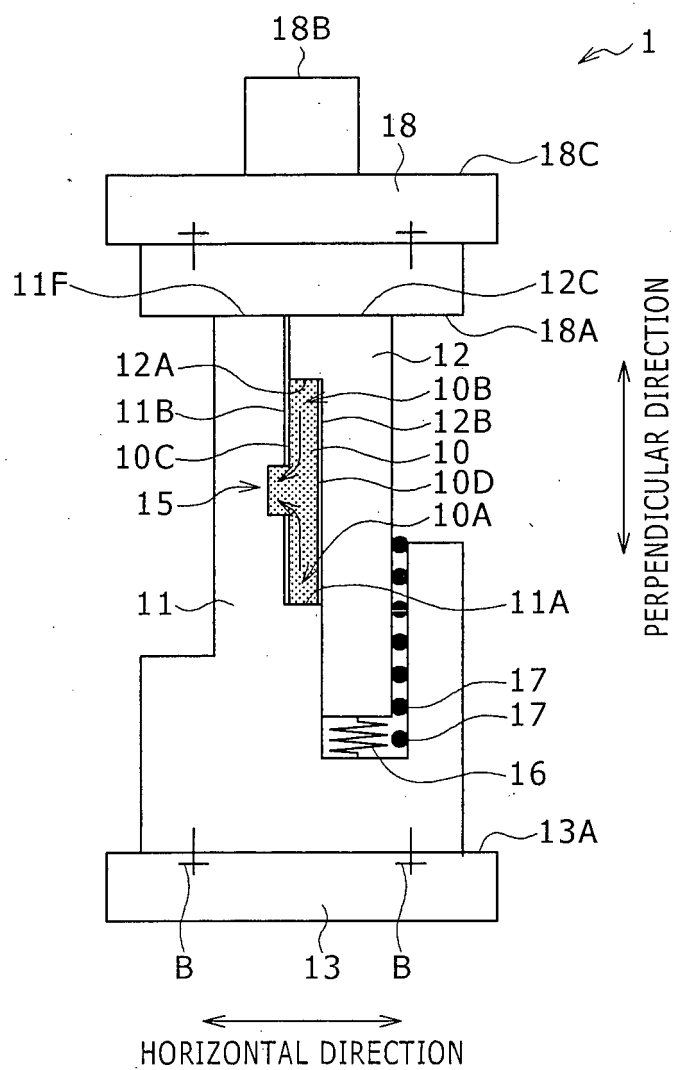 18B
1
18
18C
11F
12C
18A
12A
12
11B
10B
12B
10C
10
10D
15
10A
11
11A
17
17
16
13A
B
13
B
PERPENDICULAR DIRECTION
HORIZONTAL DIRECTION